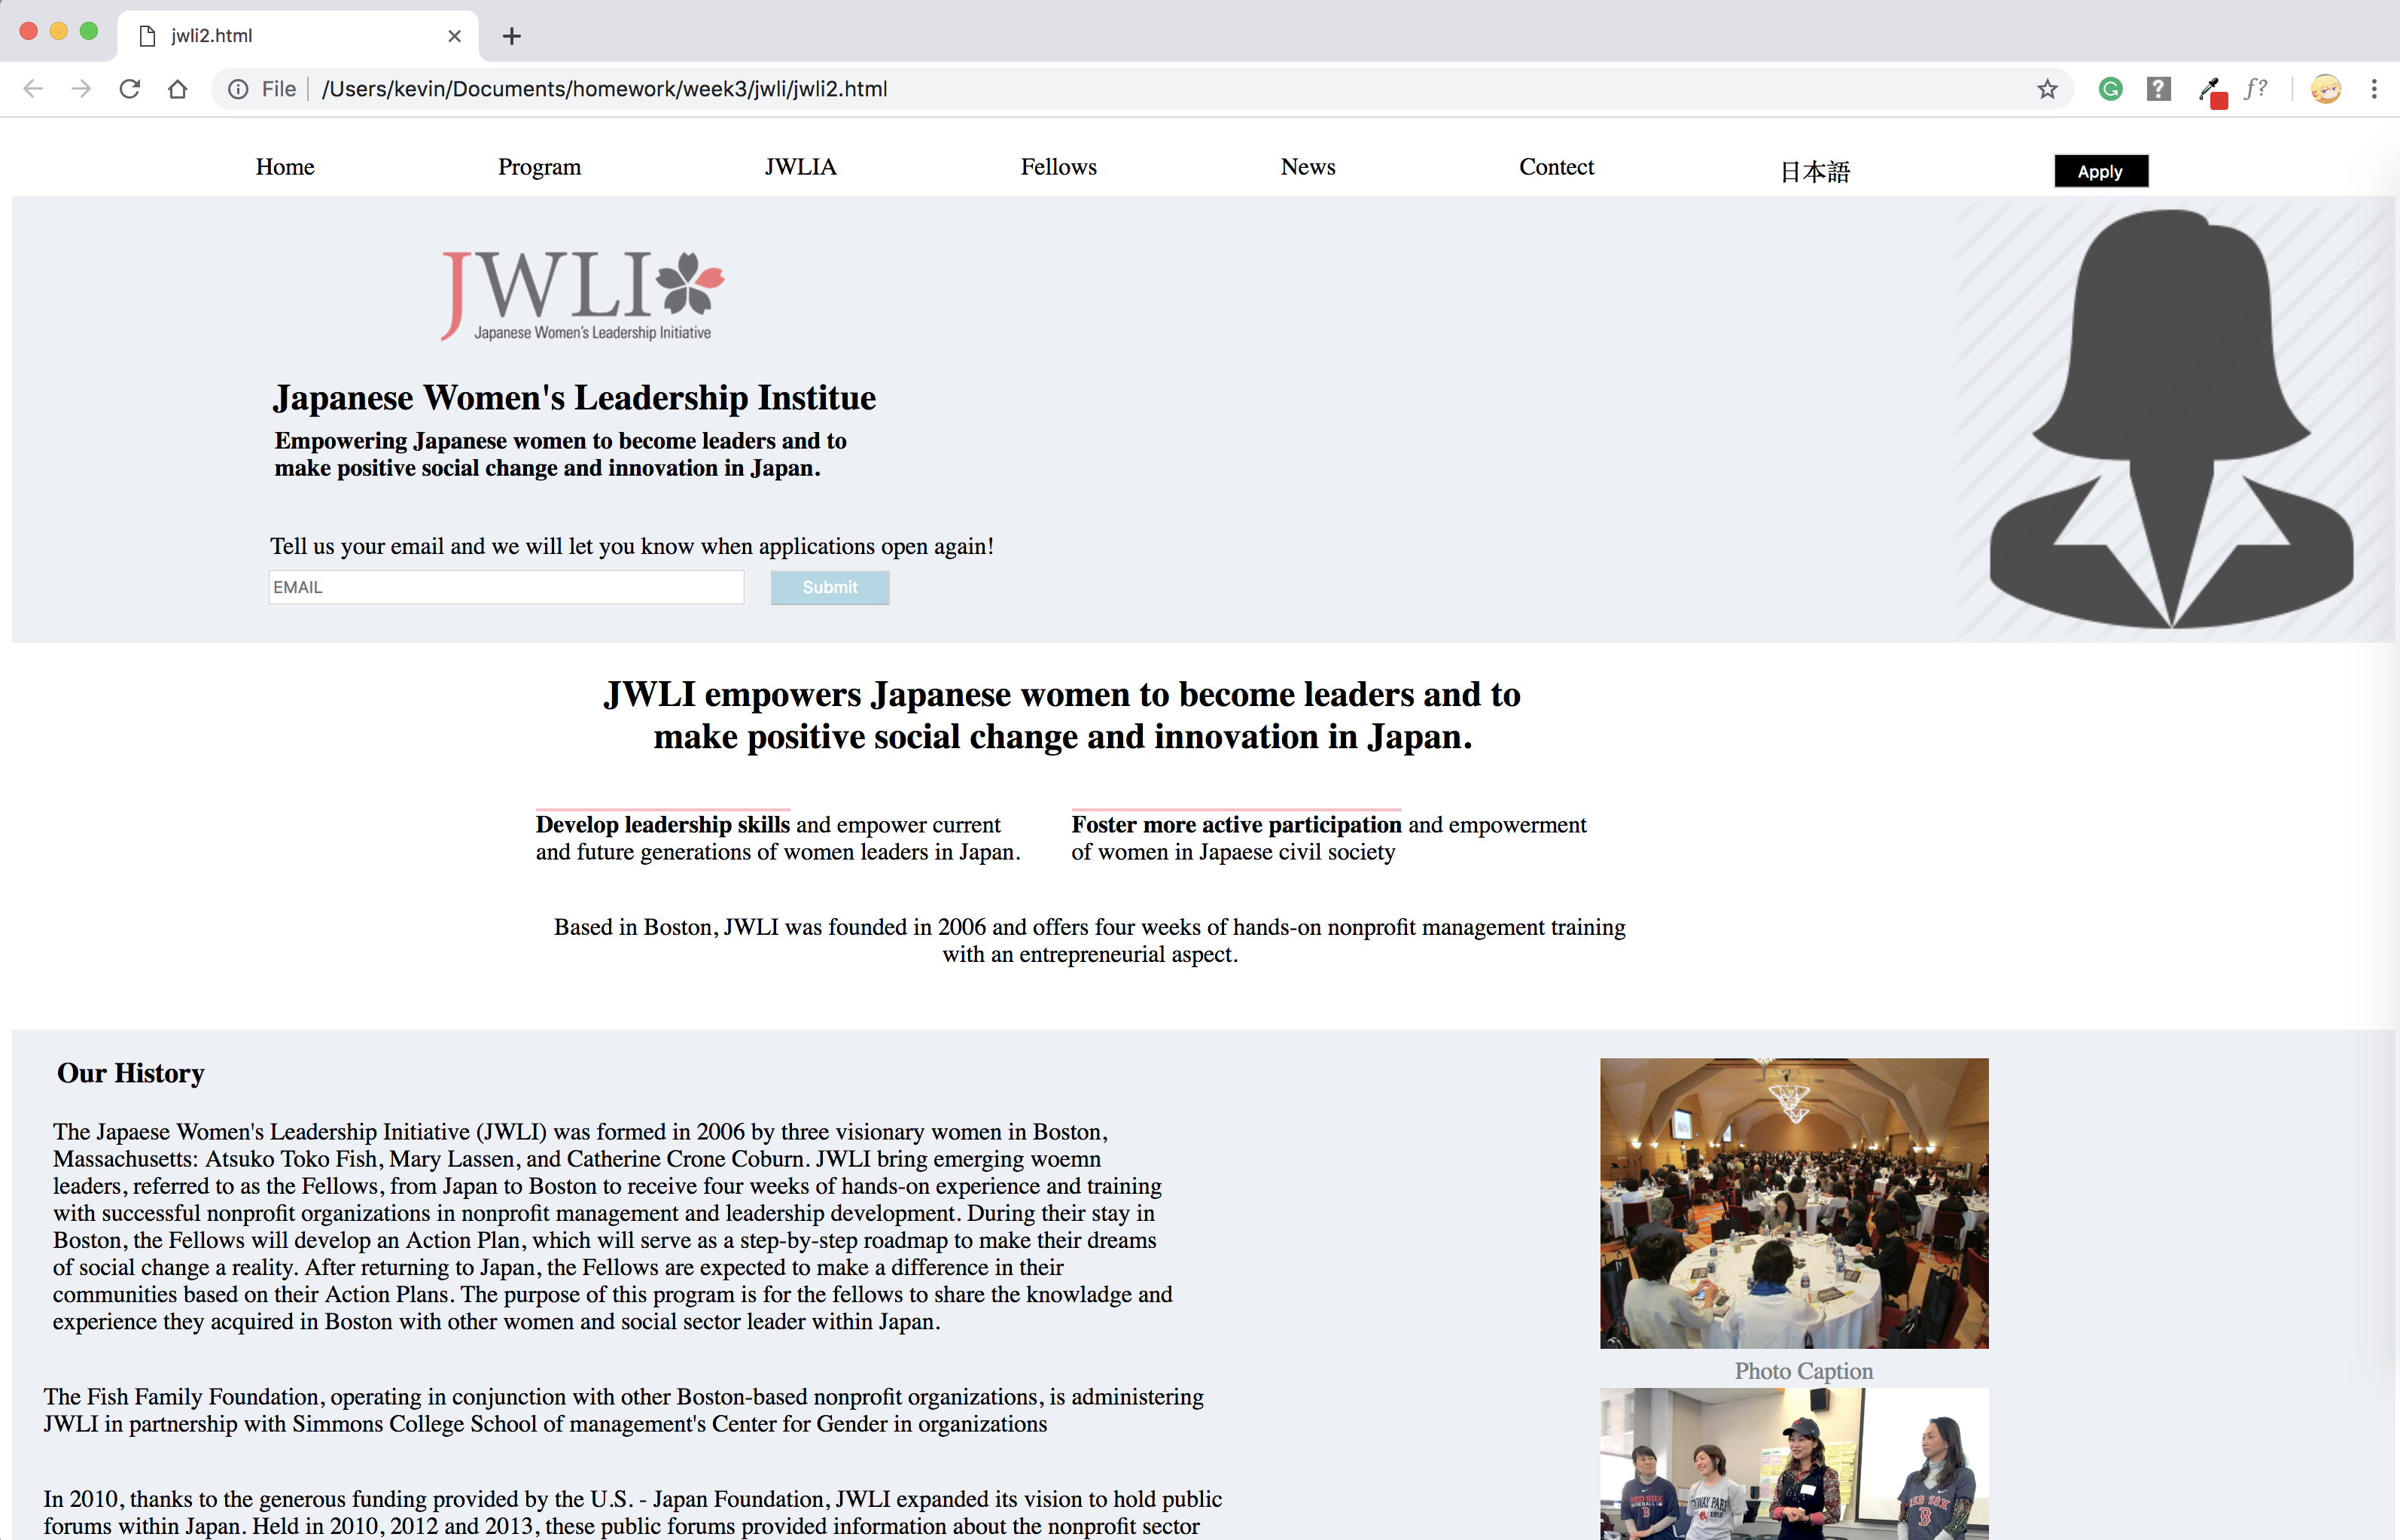 jwli2.html
File
/Users/kevin/Documents/homework/week3/jwli/jwli2.html
Home Program JWLIA Fellows News Contect 日本語 Apply
JWLI
Japanese Women's Leadership Initiative
Japanese Women's Leadership Institue
Empowering Japanese women to become leaders and to
make positive social change and innovation in Japan.
Tell us your email and we will let you know when applications open again!
EMAIL Submit
JWLI empowers Japanese women to become leaders and to
make positive social change and innovation in Japan.
Develop leadership skills and empower current
and future generations of women leaders in Japan.
Foster more active participation and empowerment
of women in Japaese civil society
Based in Boston, JWLI was founded in 2006 and offers four weeks of hands-on nonprofit management training
with an entrepreneurial aspect.
Our History
The Japaese Women's Leadership Initiative (JWLI) was formed in 2006 by three visionary women in Boston,
Massachusetts: Atsuko Toko Fish, Mary Lassen, and Catherine Crone Coburn. JWLI bring emerging woemn
leaders, referred to as the Fellows, from Japan to Boston to receive four weeks of hands-on experience and training
with successful nonprofit organizations in nonprofit management and leadership development. During their stay in
Boston, the Fellows will develop an Action Plan, which will serve as a step-by-step roadmap to make their dreams
of social change a reality. After returning to Japan, the Fellows are expected to make a difference in their
communities based on their Action Plans. The purpose of this program is for the fellows to share the knowladge and
experience they acquired in Boston with other women and social sector leader within Japan.
The Fish Family Foundation, operating in conjunction with other Boston-based nonprofit organizations, is administering
JWLI in partnership with Simmons College School of management's Center for Gender in organizations
In 2010, thanks to the generous funding provided by the U.S. - Japan Foundation, JWLI expanded its vision to hold public
forums within Japan. Held in 2010, 2012 and 2013, these public forums provided information about the nonprofit sector
Photo Caption
RED SOX
B